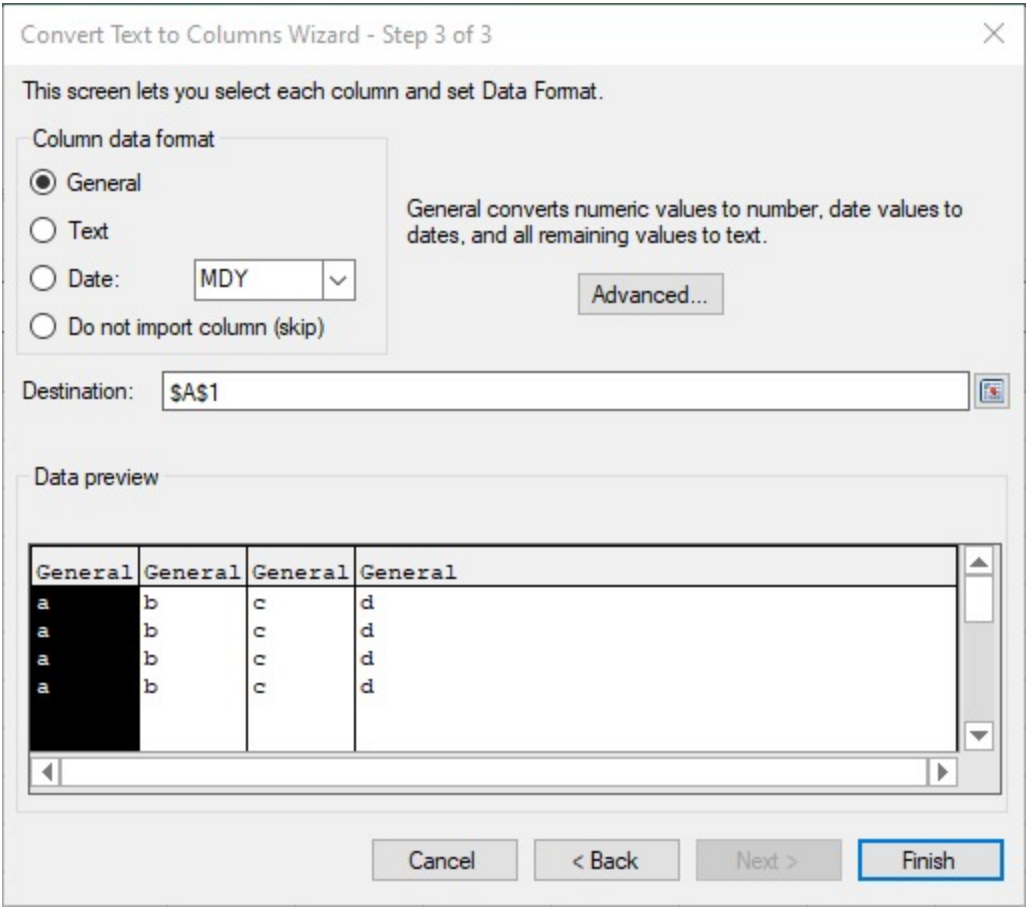 Convert Text to Columns Wizard - Step 3 of 3
This screen lets you select each column and set Data Format.
Column data format
General
Text
Date: MDY
Do not import column (skip)
General converts numeric values to number, date values to
dates, and all remaining values to text.
Advanced...
Destination: $A$1
Data preview
General General General General
a b c d
a b c d
a b c d
a b c d
Cancel < Back Next > Finish